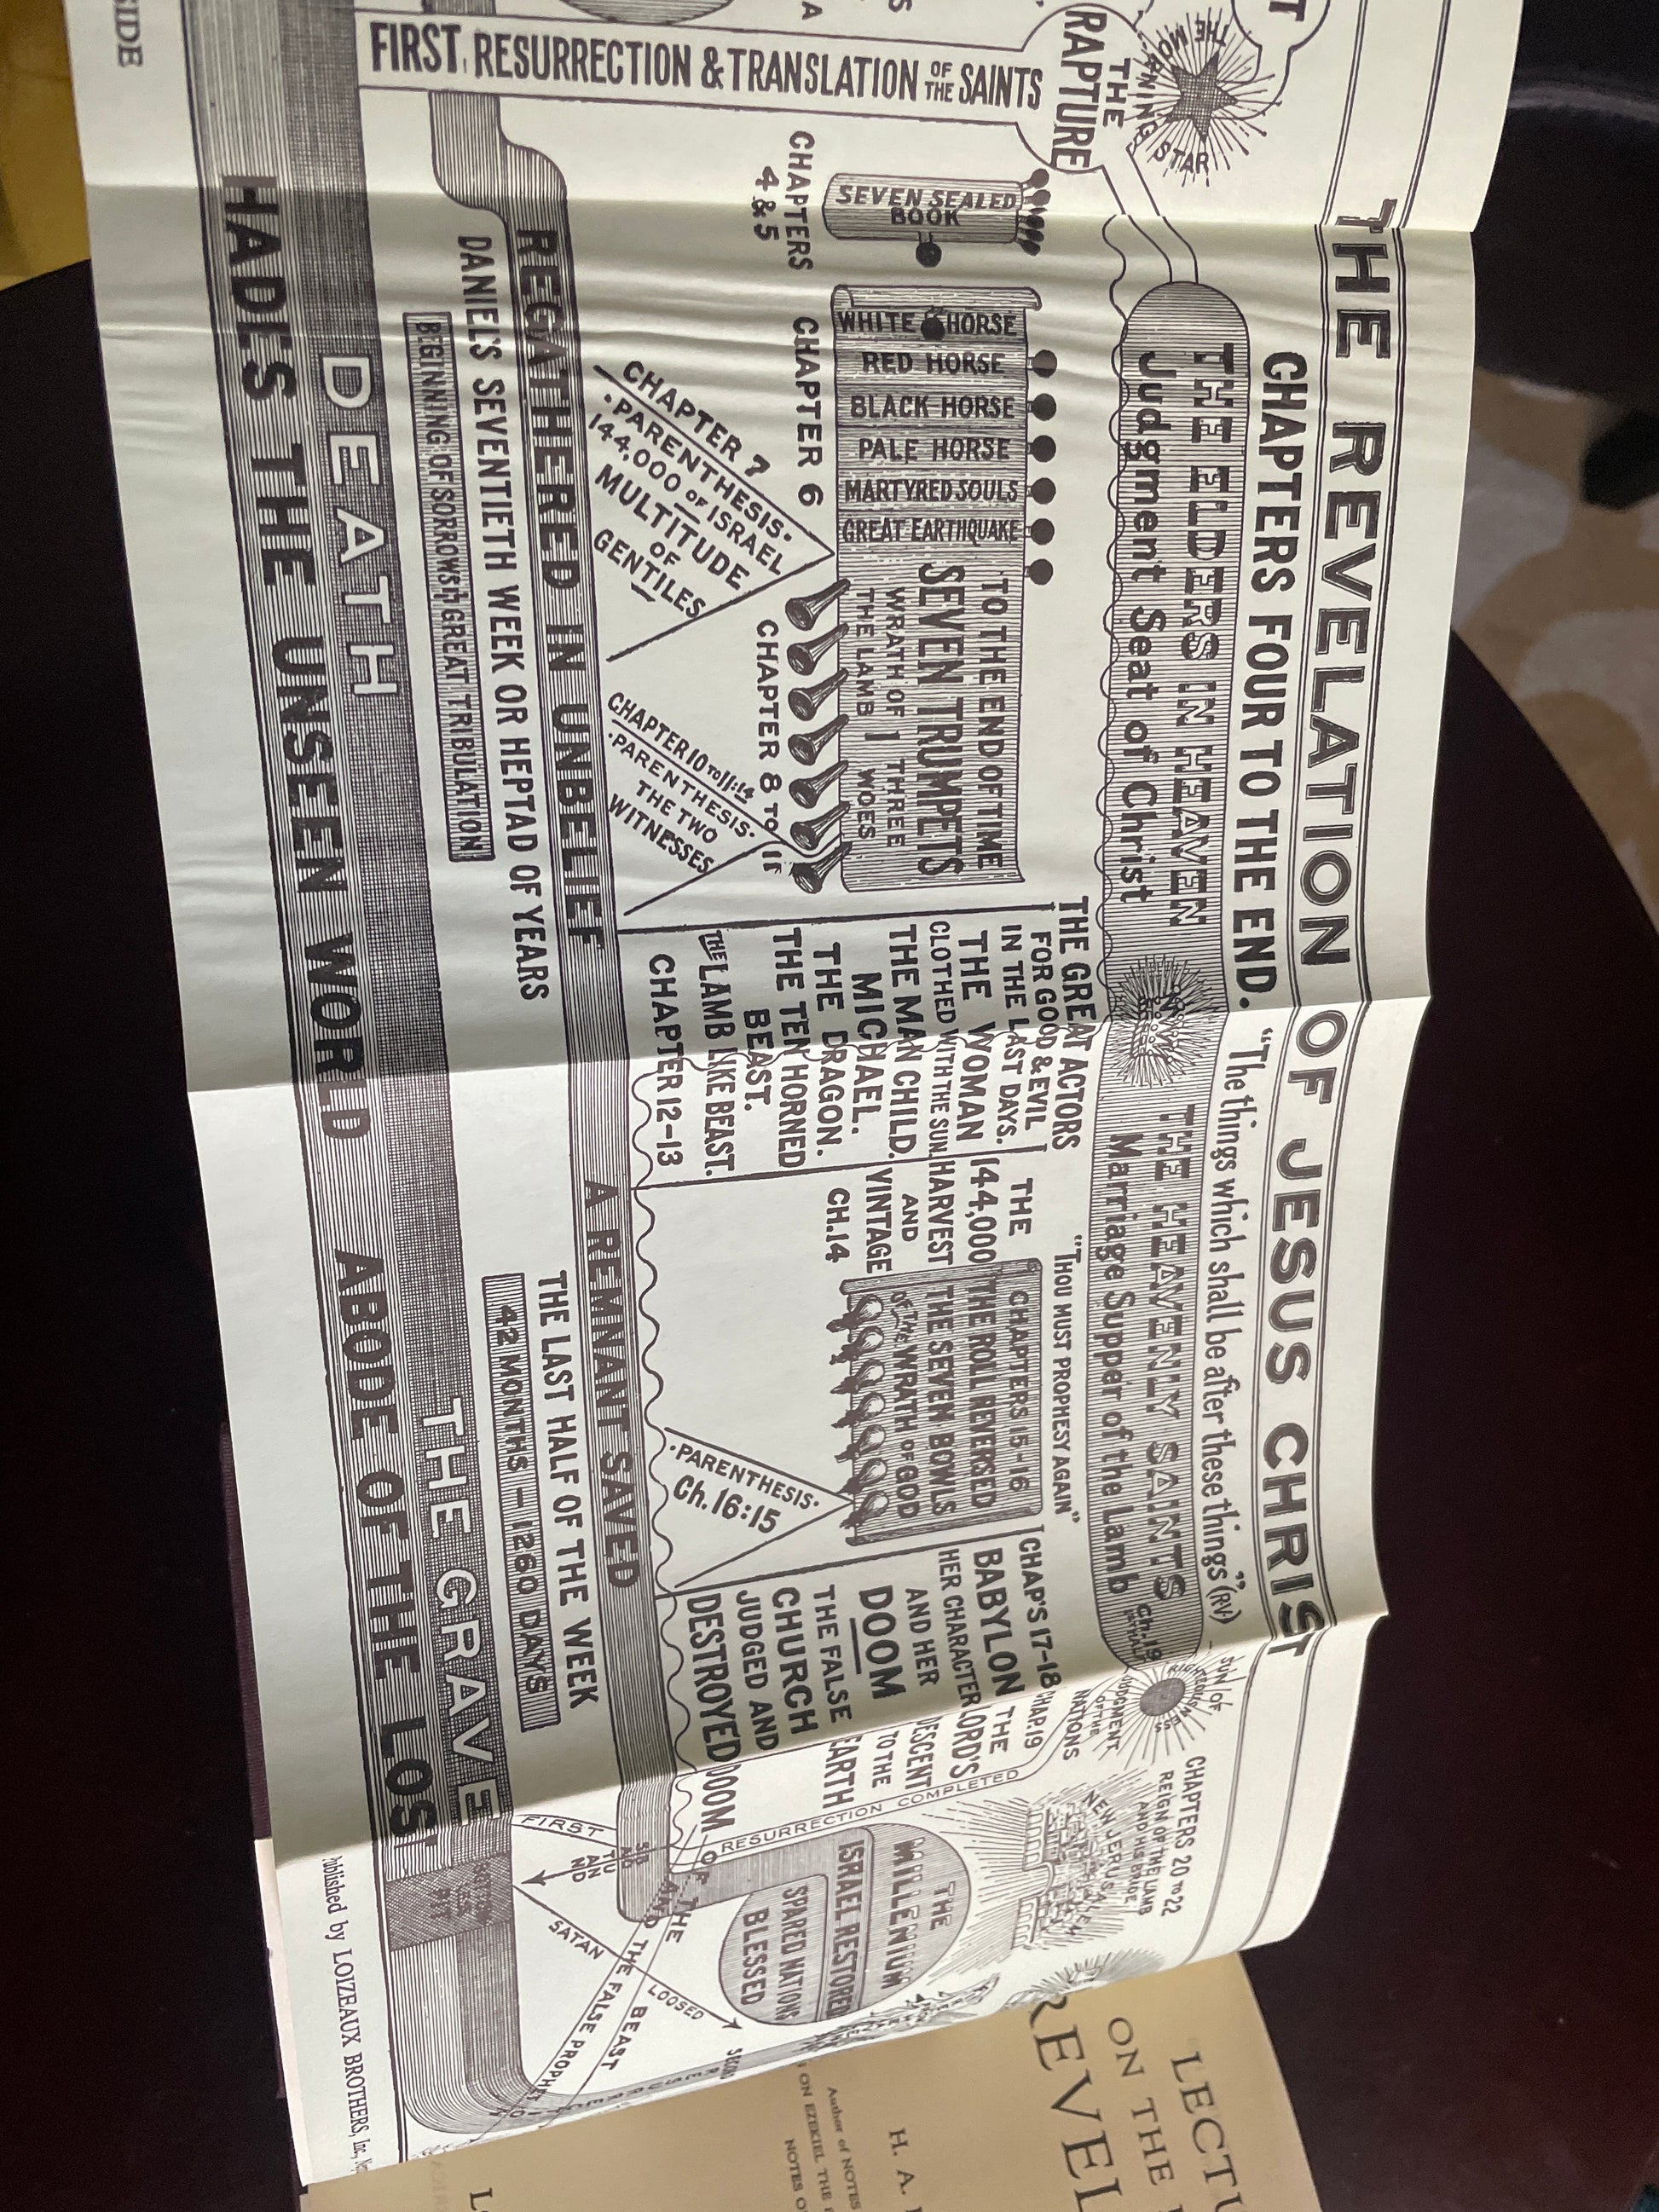 THE REVELATION OF JESUS CHRIST
CHAPTERS FOUR TO THE END.
"The things which shall be after these things" (RV)
THE MORNING STAR
THE
RAPTURE
FIRST RESURRECTION & TRANSLATION OF THE SAINTS
THE ELDERS IN HEAVEN
Judgment Seat of Christ
THE HEAVENLY SAINTS
Marriage Supper of the Lamb
Ch. 19
SEVEN SEALED
BOOK
CHAPTERS
4 & 5
WHITE HORSE
RED HORSE
BLACK HORSE
PALE HORSE
MARTYRED SOULS
GREAT EARTHQUAKE
CHAPTER 6
TO THE END OF TIME
SEVEN TRUMPETS
WRATH OF THREE
THE LAMB WOES
CHAPTER 8 TO 11
CHAPTER 7
·PARENTHESIS·
144,000 OF ISRAEL
MULTITUDE
OF
GENTILES
CHAPTER 10 TO 11:14
·PARENTHESIS·
THE TWO
WITNESSES
THE GREAT ACTORS
FOR GOOD & EVIL
IN THE LAST DAYS.
THE WOMAN
CLOTHED WITH THE SUN.
THE MAN CHILD.
MICHAEL.
THE DRAGON.
THE TEN HORNED
BEAST.
THE LAMB LIKE BEAST.
CHAPTER 12-13
THE
144,000
HARVEST
AND
VINTAGE
CH.14
"THOU MUST PROPHESY AGAIN"
CHAPTERS 15-16
THE ROLL REVERSED
THE SEVEN BOWLS
OF THE WRATH OF GOD
·PARENTHESIS·
Ch. 16:15
CHAP'S 17-18
BABYLON
HER CHARACTER
AND HER
DOOM
THE FALSE
CHURCH
JUDGED AND
DESTROYED
CHAP.19
THE
LORD'S
DESCENT
TO THE
EARTH
SUN OF
RIGHTEOUSNESS
JUDGMENT
OF THE
NATIONS
CHAPTERS 20 TO 22
REIGN OF THE LAMB
AND HIS BRIDE
NEW JERUSALEM
FIRST RESURRECTION COMPLETED
THE
MILLENIUM
ISRAEL RESTORED
SPARED NATIONS
BLESSED
DOOM OF THE BEAST
AND THE FALSE PROPHET
SATAN LOOSED
REGATHERED IN UNBELIEF
A REMNANT SAVED
DANIEL'S SEVENTIETH WEEK OR HEPTAD OF YEARS
BEGINNING OF SORROWS GREAT TRIBULATION
THE LAST HALF OF THE WEEK
42 MONTHS - 1260 DAYS
DEATH
THE GRAVE
HADES THE UNSEEN WORLD ABODE OF THE LOST
SIDE
Published by LOIZEAUX BROTHERS, Inc.
LECTU
ON THE
REVEL
H. A.
Author of NOTES
ON EZEKIEL THE
NOTES O